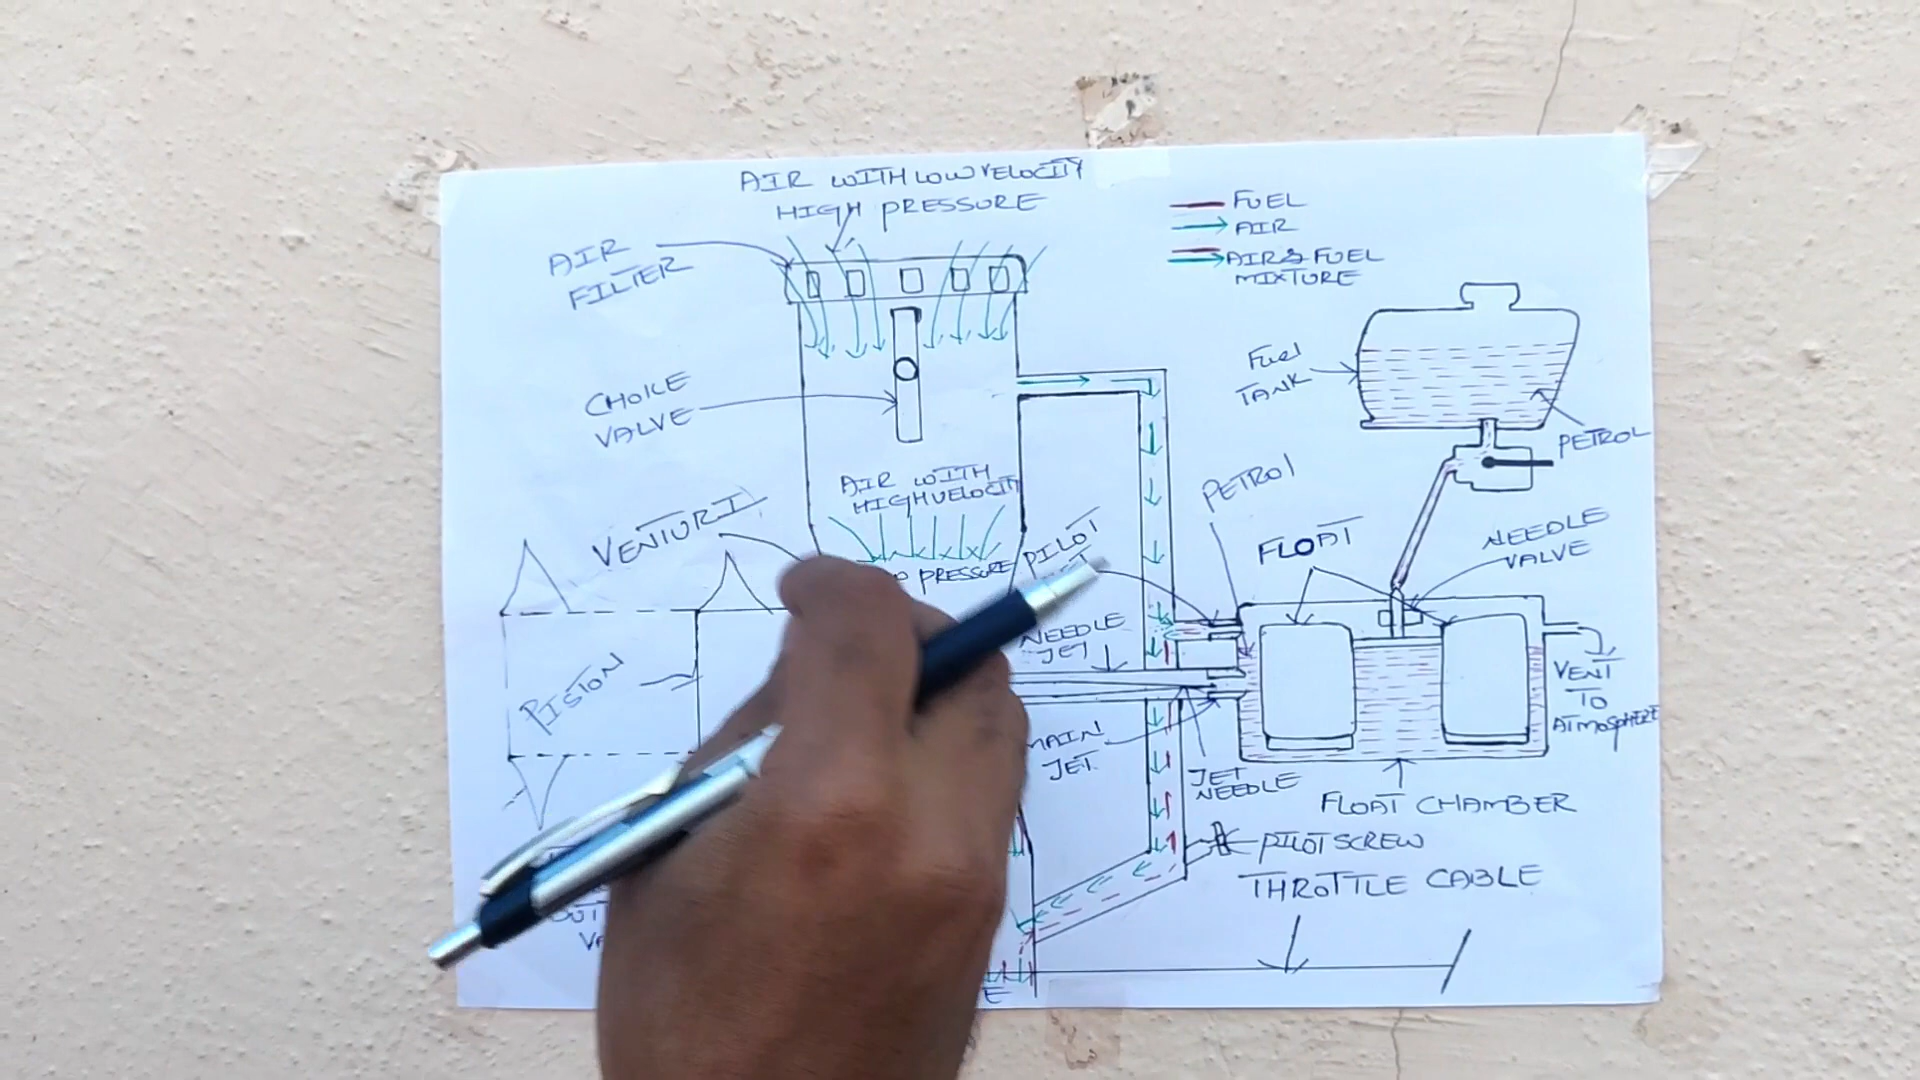 AIR WITH LOW VELOCITY
HIGH PRESSURE
FUEL
AIR
AIR & FUEL
MIXTURE
AIR
FILTER
Fuel
TANK
PETROL
CHOKE
VALVE
AIR WITH
HIGH VELOCITY
PRESSURE
VENTURI
PILOT
PETROl
FLOAT
NEEDLE
VALVE
NEEDLE
JET
PISTON
VENT
TO
ATMOSPHERE
MAIN
JET
JET
NEEDLE
FLOAT CHAMBER
PILOT SCREW
THROTTLE CABLE
OUT